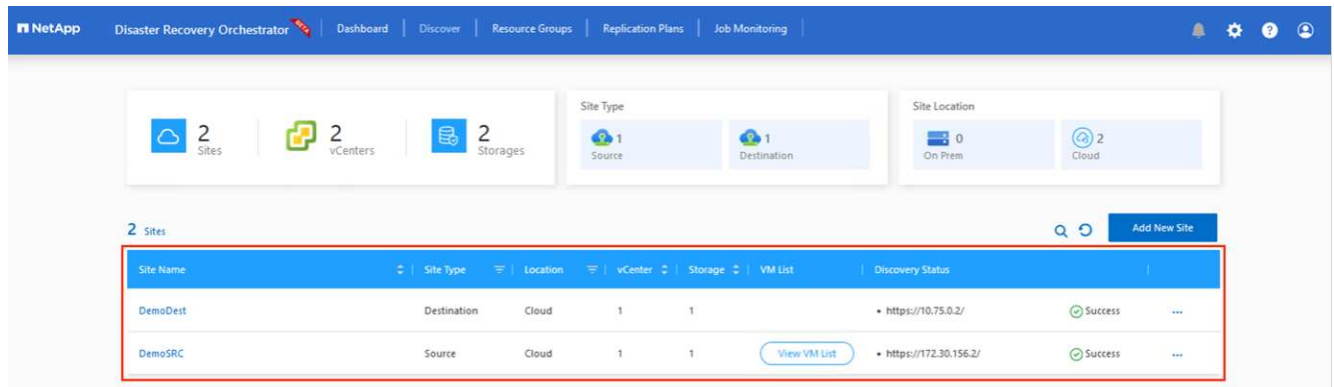 NetApp Disaster Recovery Orchestrator Dashboard Discover Resource Groups Replication Plans Job Monitoring
2 Sites
2 vCenters
2 Storages
Site Type
1 Source
1 Destination
Site Location
0 On Prem
2 Cloud
2 Sites
Add New Site
Site Name Site Type Location vCenter Storage VM List Discovery Status
DemoDest Destination Cloud 1 1 • https://10.75.0.2/ Success ...
DemoSRC Source Cloud 1 1 View VM List • https://172.30.156.2/ Success ...